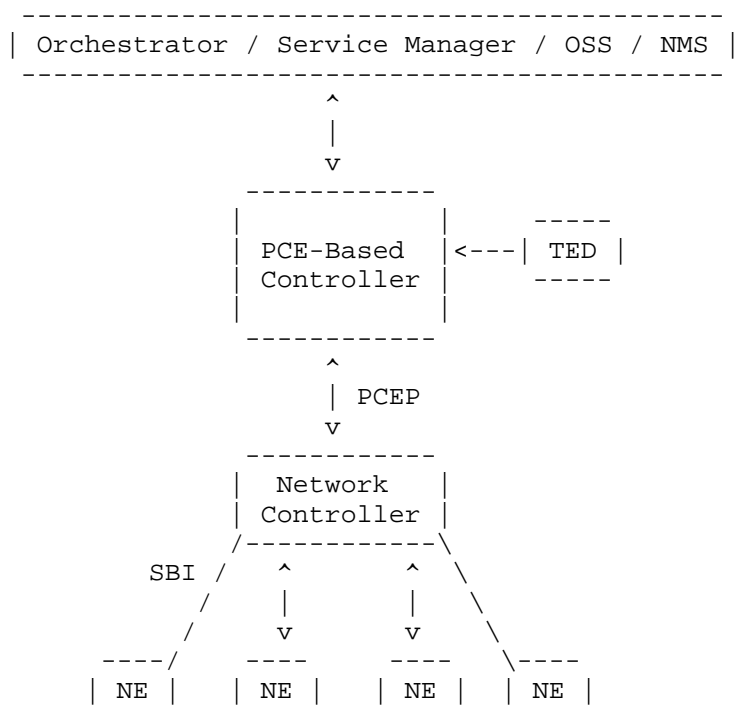 Orchestrator / Service Manager / OSS / NMS
PCE-Based
TED
Controller
PCEP
Network
Controller
SBI
NE
NE
NE
NE